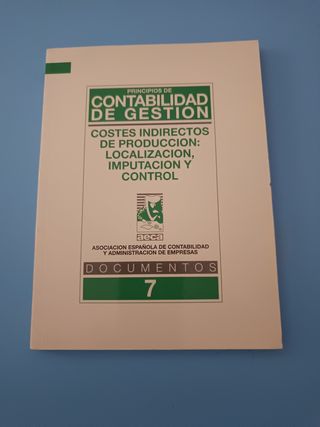 PRINCIPIOS DE
CONTABILIDAD
DE GESTION
COSTES INDIRECTOS
DE PRODUCCION:
LOCALIZACION,
IMPUTACION Y
CONTROL
aeca
ASOCIACION ESPAÑOLA DE CONTABILIDAD
Y ADMINISTRACION DE EMPRESAS
DOCUMENTOS
7